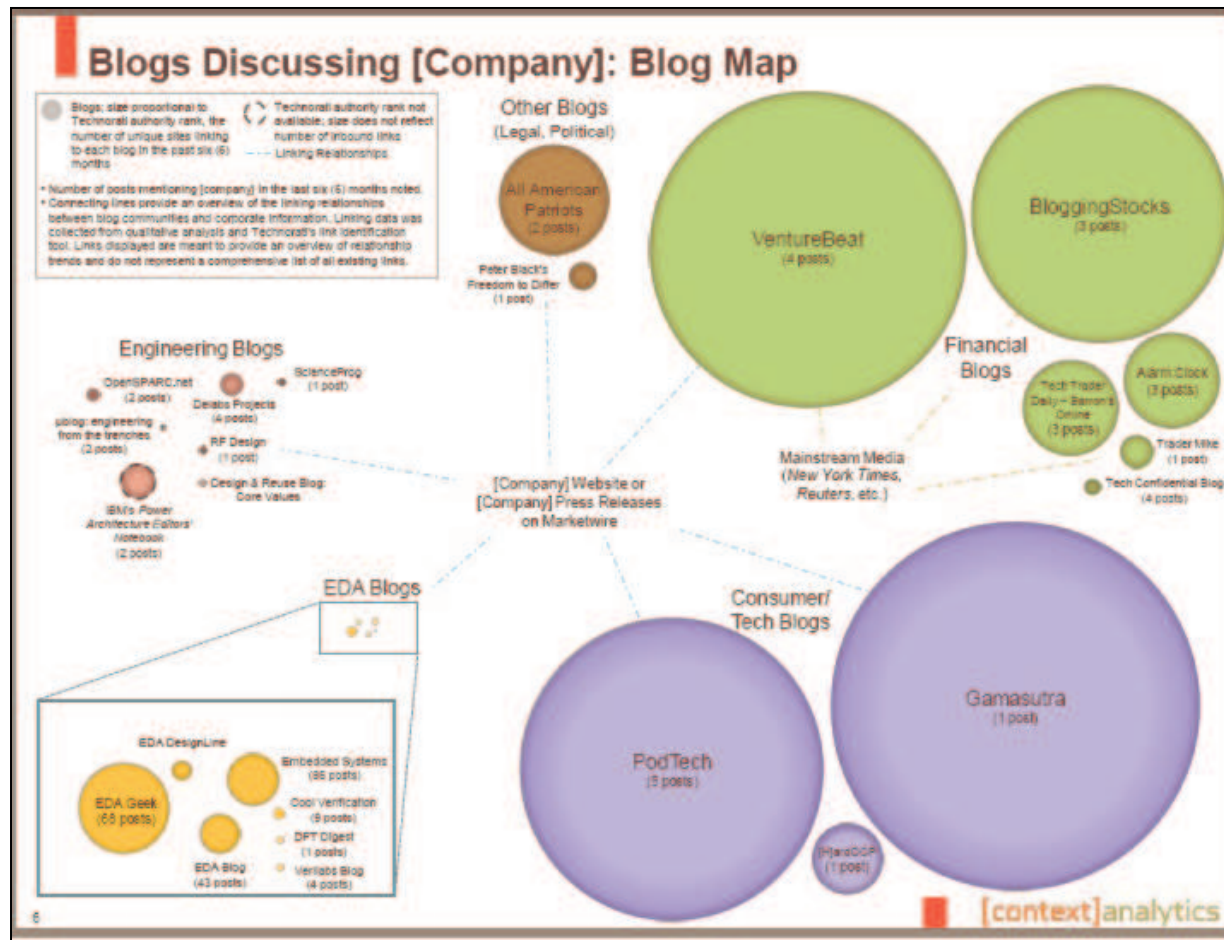 Blogs Discussing [Company]: Blog Map
Blogs; size proportional to
Technorati authority rank, the
number of unique sites linking
to each blog in the past six (6)
months
Technorati authority rank not
available; size does not reflect
number of inbound links
Linking Relationships
• Number of posts mentioning [company] in the last six (6) months noted.
• Connecting lines provide an overview of the linking relationships
between blog communities and corporate information. Linking data was
collected from qualitative analysis and Technorati's link identification
tool. Links displayed are meant to provide an overview of relationship
trends and do not represent a comprehensive list of all existing links.
Other Blogs
(Legal, Political)
All American
Patriots
(2 posts)
Peter Black's
Freedom to Differ
(1 post)
VentureBeat
(4 posts)
BloggingStocks
(3 posts)
Financial
Blogs
Alarm Clock
(3 posts)
Tech Trader
Daily – Barron's
Online
(3 posts)
Trader Mike
(1 post)
Tech Confidential Blog
(4 posts)
Mainstream Media
(New York Times,
Reuters, etc.)
Engineering Blogs
OpenSPARC.net
(2 posts)
Delabs Projects
(4 posts)
ScienceProg
(1 post)
µblog: engineering
from the trenches
(2 posts)
RF Design
(1 post)
Design & Reuse Blog:
Core Values
IBM's Power
Architecture Editors'
Notebook
(2 posts)
[Company] Website or
[Company] Press Releases
on Marketwire
EDA Blogs
EDA DesignLine
Embedded Systems
posts)
EDA Geek
(68 posts)
Cool Verification
posts)
DFT Digest
(1 posts)
EDA Blog
(43 posts)
Verilabs Blog
(4 posts)
Consumer/
Tech Blogs
Gamasutra
(1 post)
PodTech
posts)
[H]ardOCP
(1 post)
6
[context]analytics